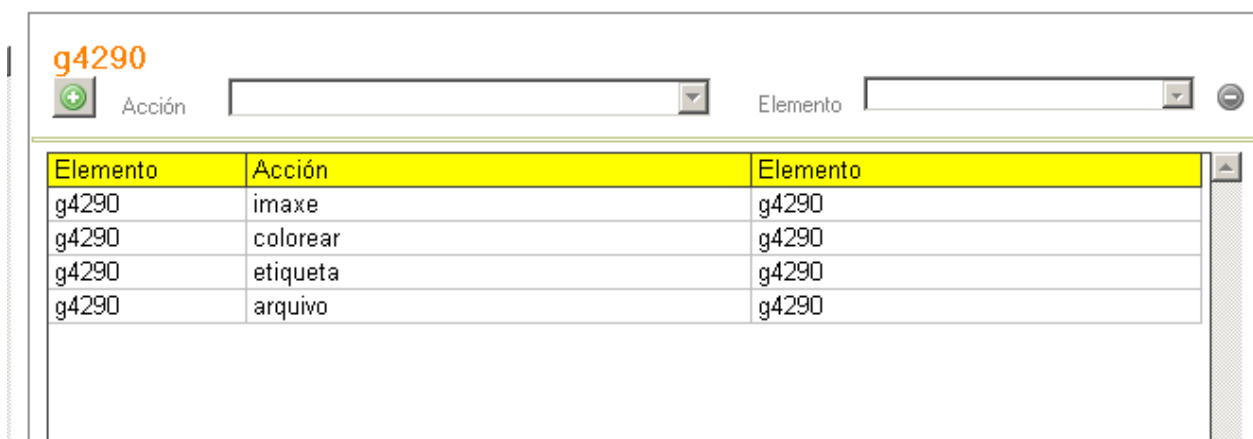 g4290
Acción Elemento
Elemento Acción Elemento
g4290 imaxe g4290
g4290 colorear g4290
g4290 etiqueta g4290
g4290 arquivo g4290